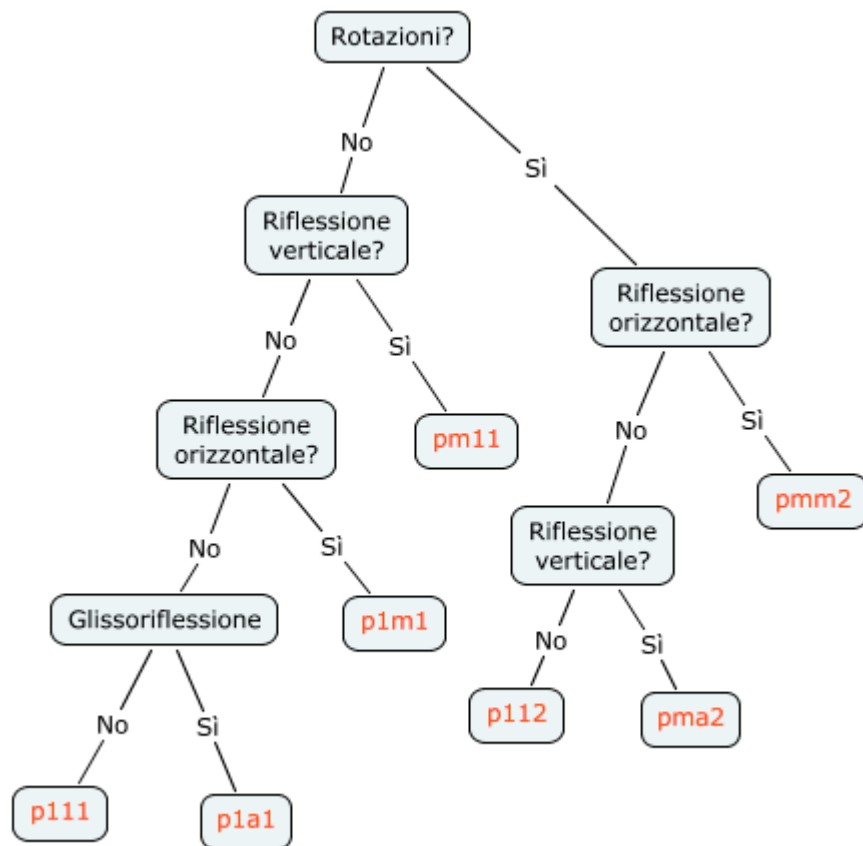 Rotazioni?
No
Sì
Riflessione
verticale?
Riflessione
orizzontale?
No
Sì
Riflessione
orizzontale?
pm11
No
Sì
pmm2
No
Sì
Riflessione
verticale?
Glissoriflessione
p1m1
No
Sì
No
Sì
p112
pma2
p111
p1a1